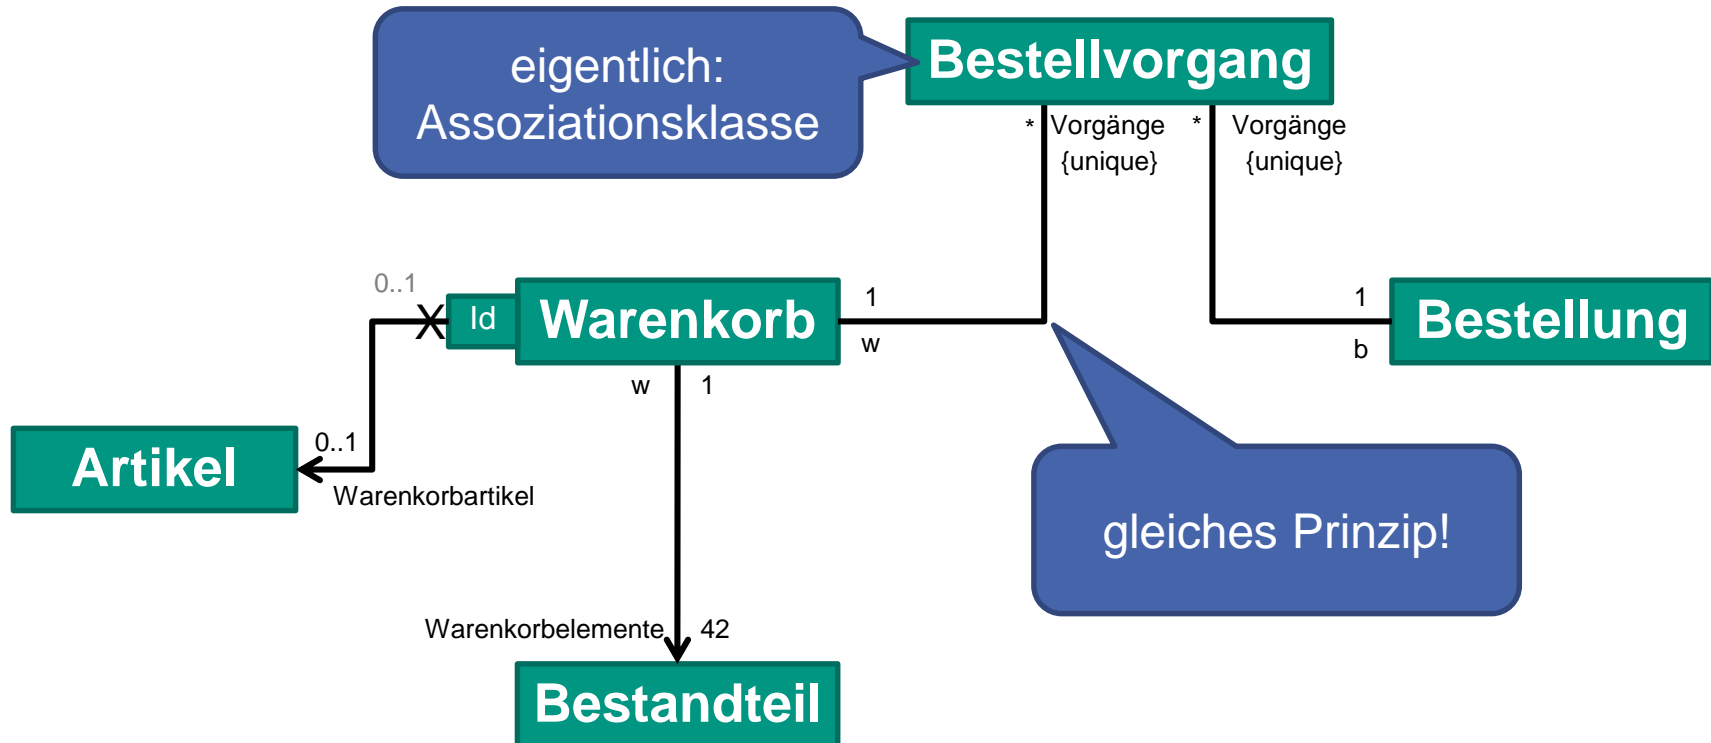 eigentlich:
Assoziationsklasse
Bestellvorgang
* Vorgänge
{unique}
* Vorgänge
{unique}
0..1
Id
Warenkorb
1
w
1
b
Bestellung
w 1
Artikel
0..1
Warenkorbartikel
gleiches Prinzip!
Warenkorbelemente 42
Bestandteil